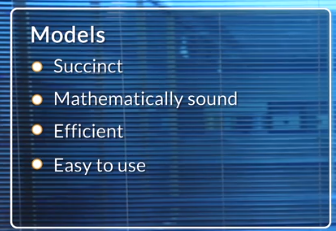 Models
Succinct
Mathematically sound
Efficient
Easy to use